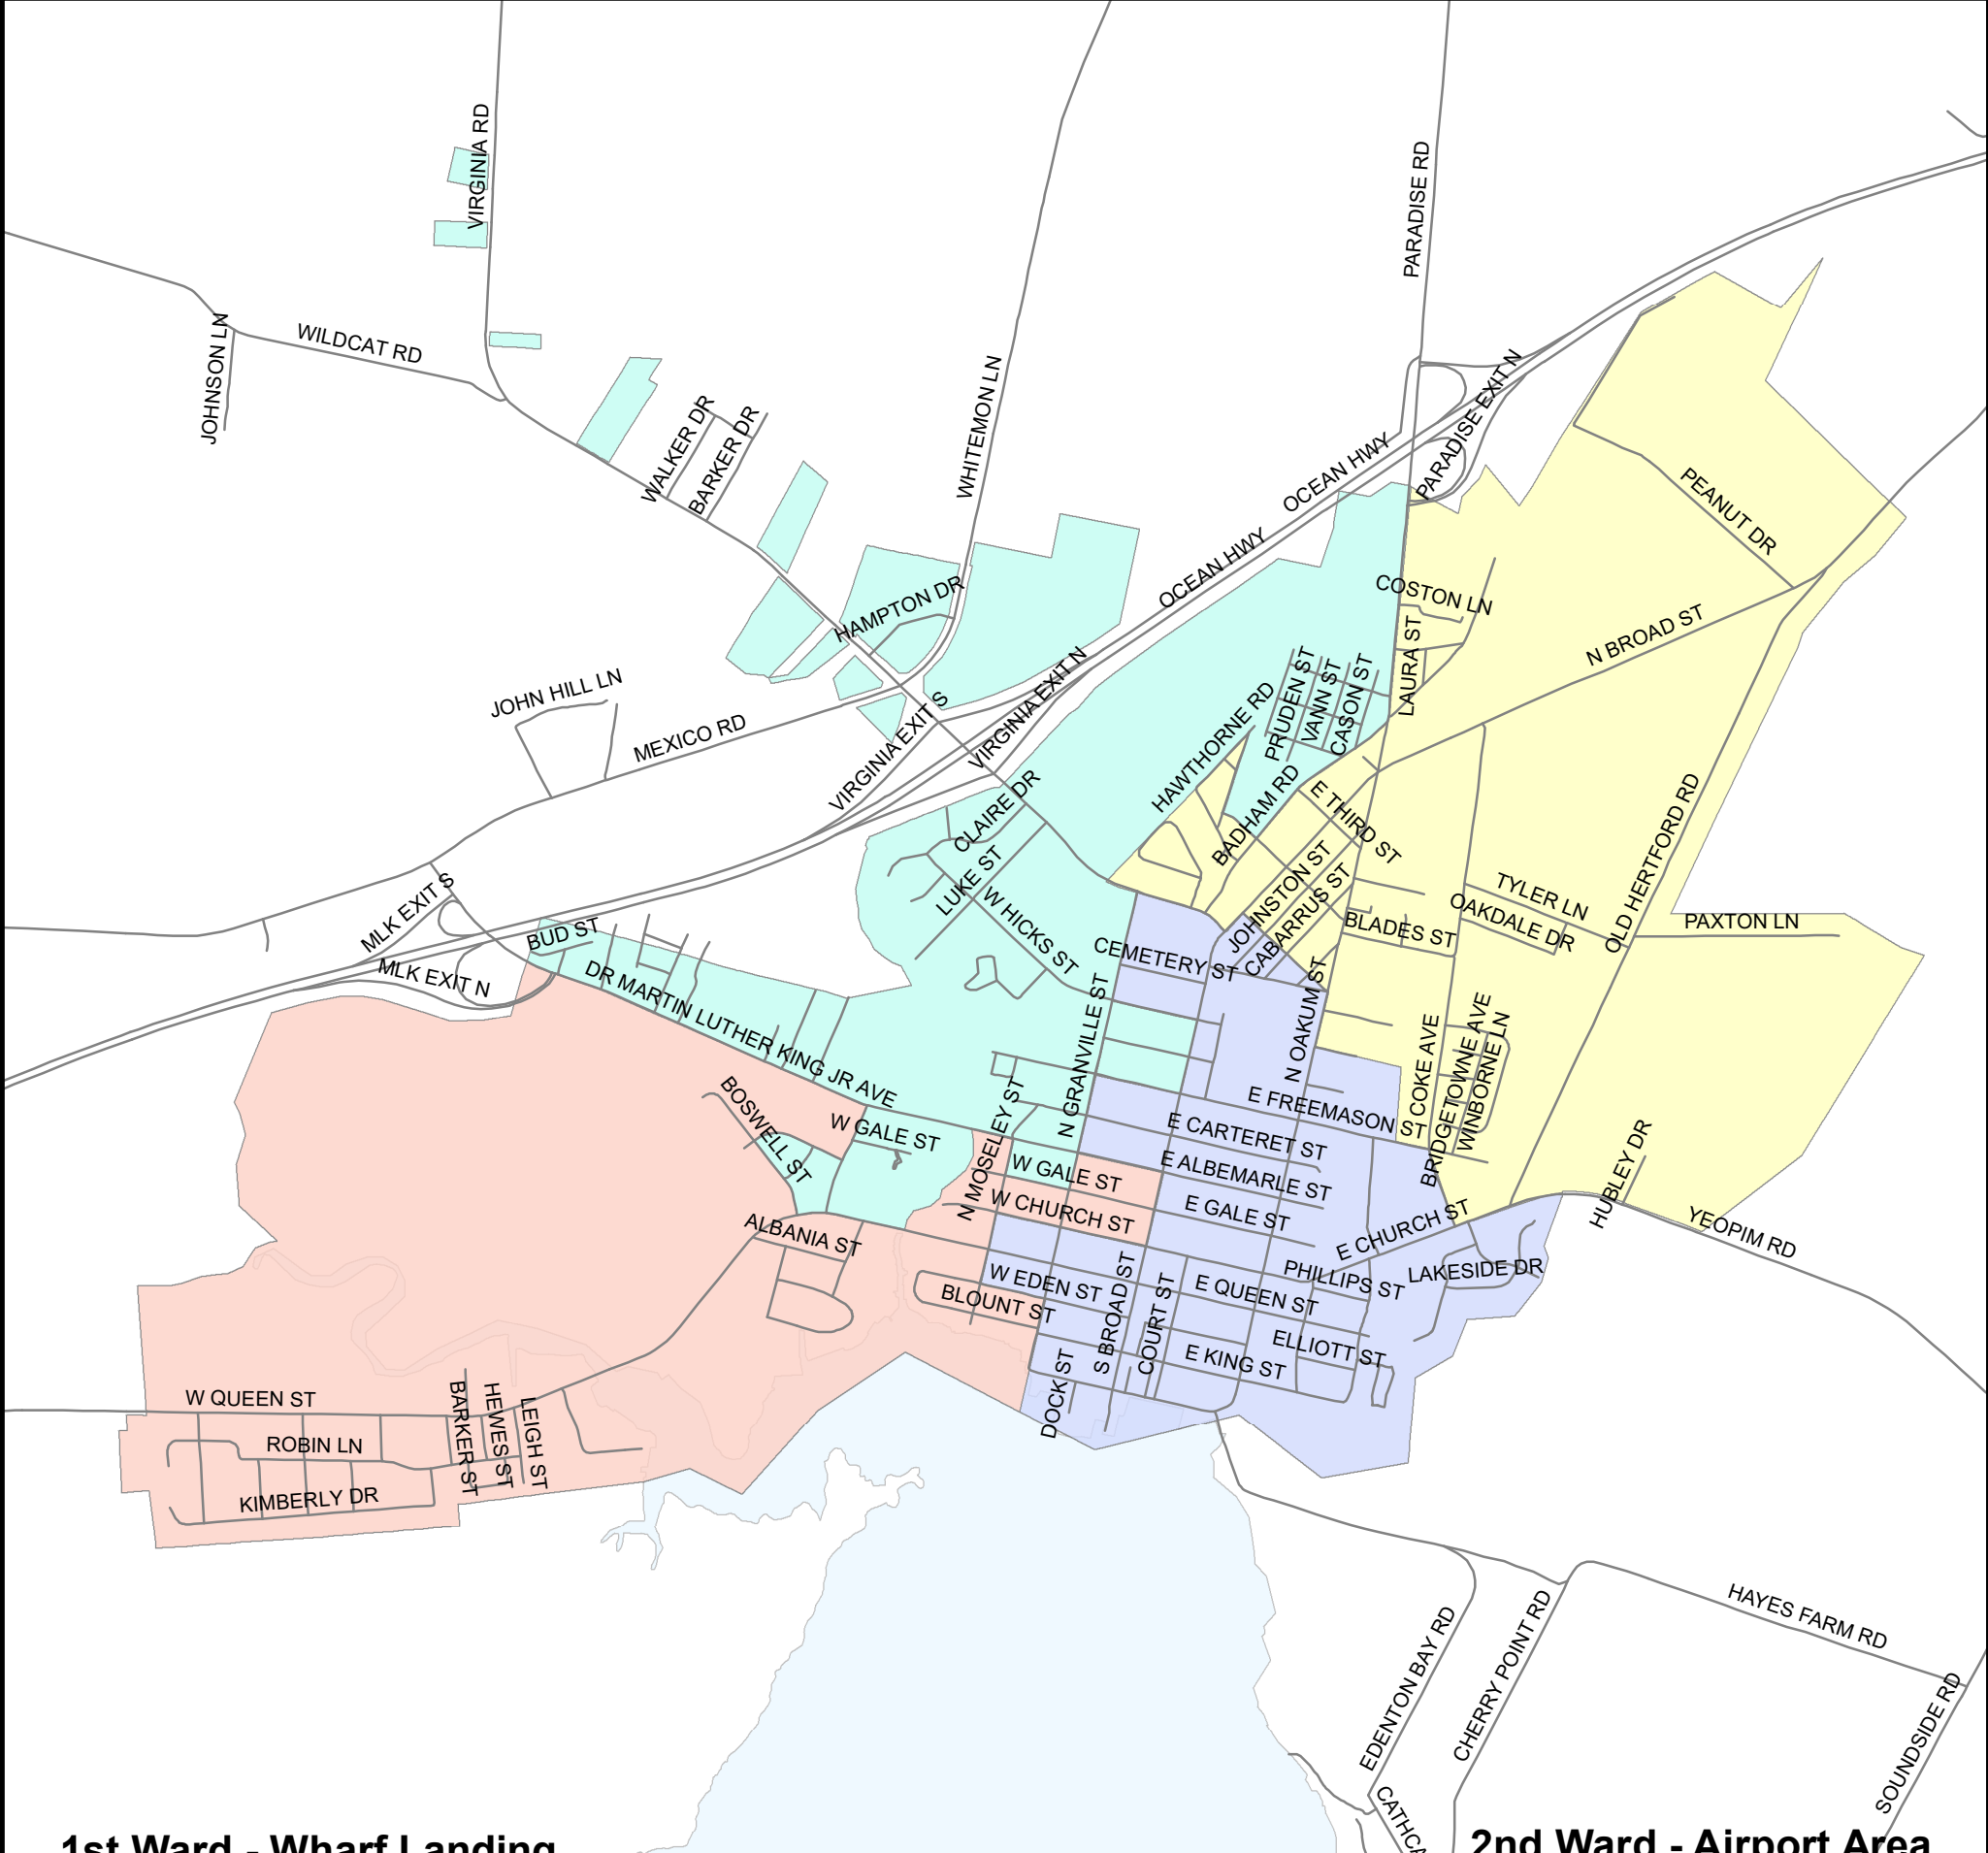 VIRGINIA RD
PARADISE RD
JOHNSON LN
WILDCAT RD
WALKER DR
BARKER DR
WHITEMON LN
OCEAN HWY
PARADISE EXIT N
PEANUT DR
OCEAN HWY
HAMPTON DR
COSTON LN
N BROAD ST
LAURA ST
JOHN HILL LN
MEXICO RD
VIRGINIA EXIT S
VIRGINIA EXIT N
HAWTHORNE RD
PRUDEN ST
VANN ST
CASON ST
CLAIRE DR
BADHAM RD
E THIRD ST
LUKE ST
W HICKS ST
JOHNSTON ST
CABARRUS ST
TYLER LN
OAKDALE DR
BLADES ST
OLD HERTFORD RD
PAXTON LN
MLK EXIT S
MLK EXIT N
BUD ST
DR MARTIN LUTHER KING JR AVE
CEMETERY ST
N GRANVILLE ST
N OAKUM ST
COKE AVE
BRIDGETOWNE AVE
WINBORNE LN
BOSWELL ST
W GALE ST
N MOSELEY ST
E FREEMASON ST
E CARTERET ST
W GALE ST
E ALBEMARLE ST
W CHURCH ST
E GALE ST
E CHURCH ST
HUBLEY DR
YEOPIM RD
ALBANIA ST
W EDEN ST
BLOUNT ST
S BROAD ST
COURT ST
E QUEEN ST
PHILLIPS ST
LAKESIDE DR
ELLIOTT ST
E KING ST
DOCK ST
W QUEEN ST
ROBIN LN
KIMBERLY DR
BARKER ST
HEWES ST
LEIGH ST
HAYES FARM RD
EDENTON BAY RD
CHERRY POINT RD
SOUNDSIDE RD
CATHCA
1st Ward - Wharf Landing
2nd Ward - Airport Area